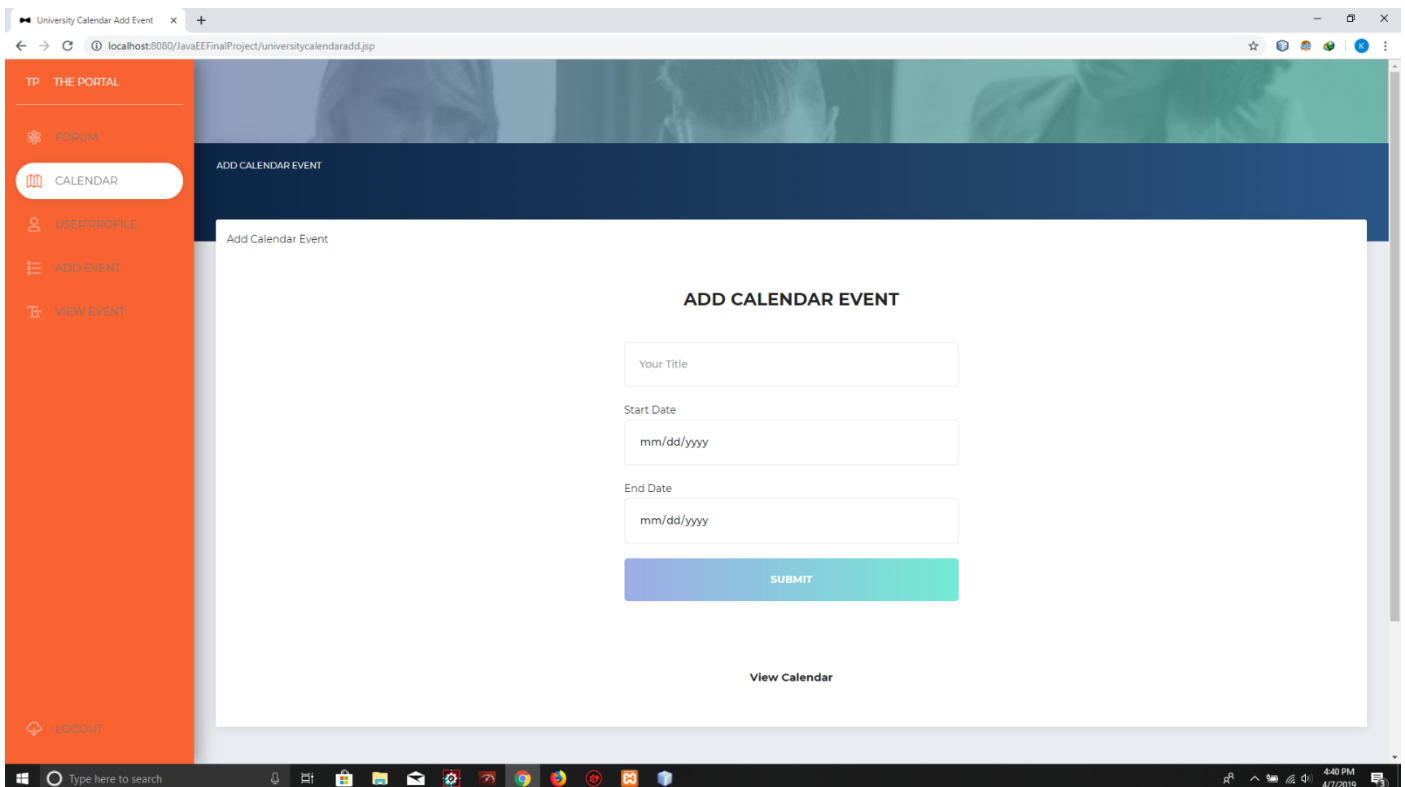 University Calendar Add Event
localhost:8080/JavaEEFinalProject/universitycalendaradd.jsp
K
TP THE PORTAL
FORUM
CALENDAR
USER PROFILE
ADD EVENT
VIEW EVENT
LOGOUT
ADD CALENDAR EVENT
Add Calendar Event
ADD CALENDAR EVENT
Your Title
Start Date
mm/dd/yyyy
End Date
mm/dd/yyyy
SUBMIT
View Calendar
Type here to search
4:40 PM
4/7/2019